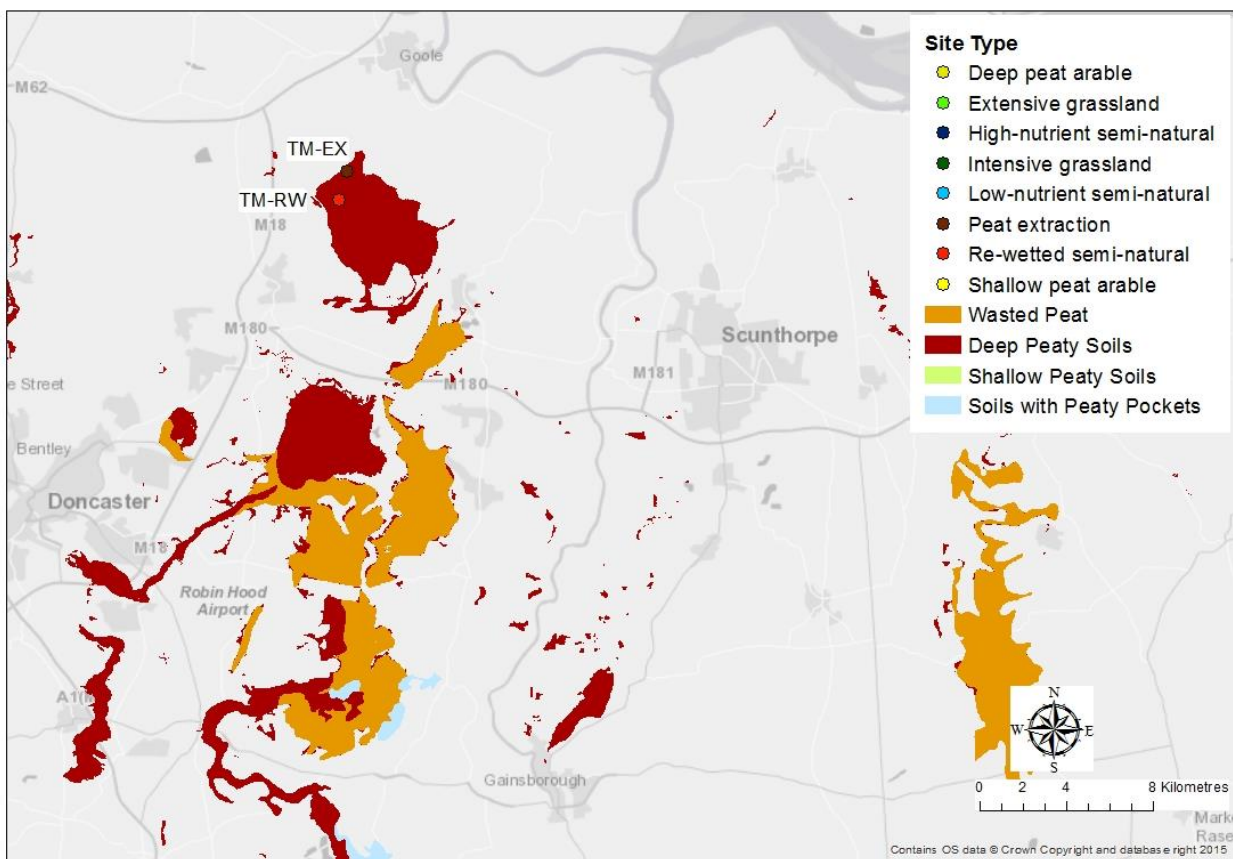 Goole
M62
TM-EX
TM-RW
M18
M180
M180
M181
Scunthorpe
e Street
Bentley
Doncaster
M18
Robin Hood
Airport
A1(
Gainsborough
Site Type
Deep peat arable
Extensive grassland
High-nutrient semi-natural
Intensive grassland
Low-nutrient semi-natural
Peat extraction
Re-wetted semi-natural
Shallow peat arable
Wasted Peat
Deep Peaty Soils
Shallow Peaty Soils
Soils with Peaty Pockets
N
W E
S
0 2 4 8 Kilometres
Marke
Rase
Contains OS data © Crown Copyright and database right 2015